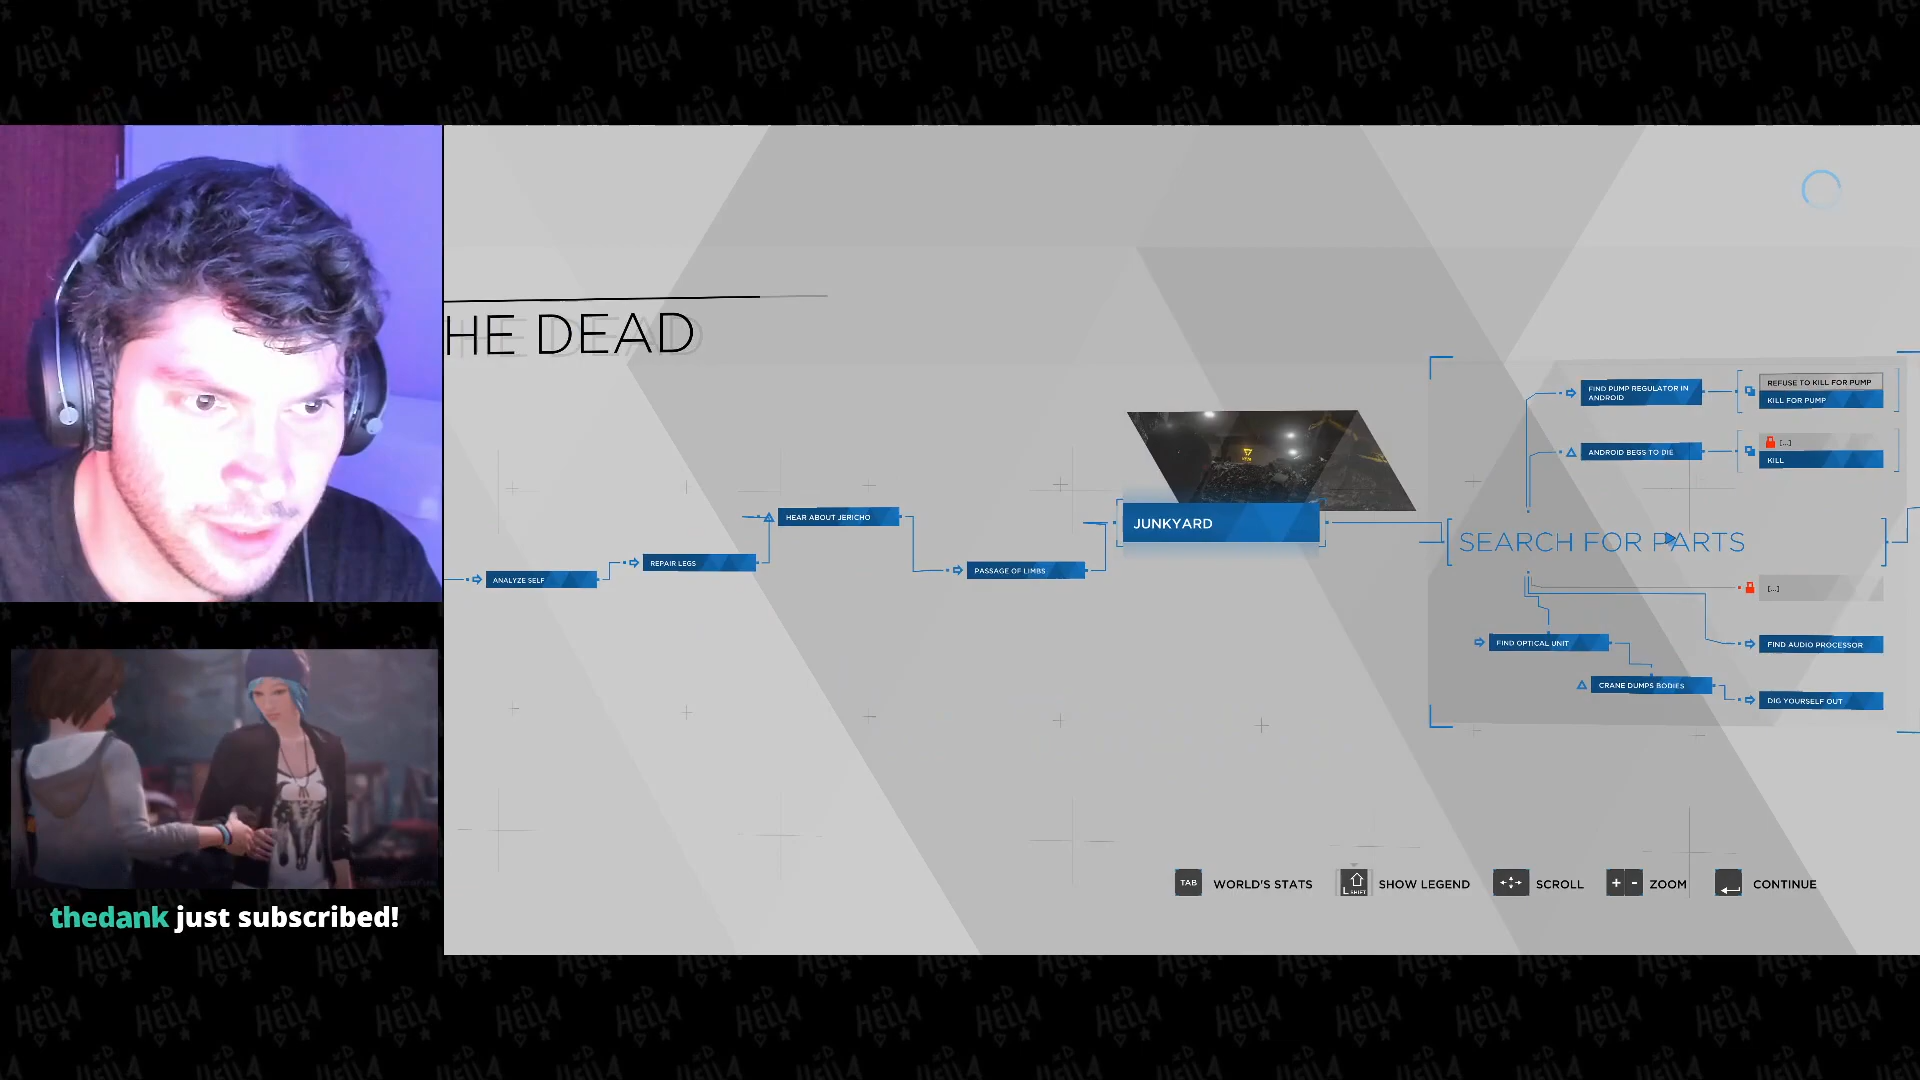 HE DEAD
ANALYZE SELF
REPAIR LEGS
HEAR ABOUT JERICHO
PASSAGE OF LIMBS
JUNKYARD
SEARCH FOR PARTS
FIND PUMP REGULATOR IN
ANDROID
REFUSE TO KILL FOR PUMP
KILL FOR PUMP
ANDROID BEGS TO DIE
[...]
KILL
[...]
FIND OPTICAL UNIT
FIND AUDIO PROCESSOR
CRANE DUMPS BODIES
DIG YOURSELF OUT
TAB WORLD'S STATS
L SHIFT SHOW LEGEND
SCROLL
+ - ZOOM
CONTINUE
thedank just subscribed!
xD HELLA